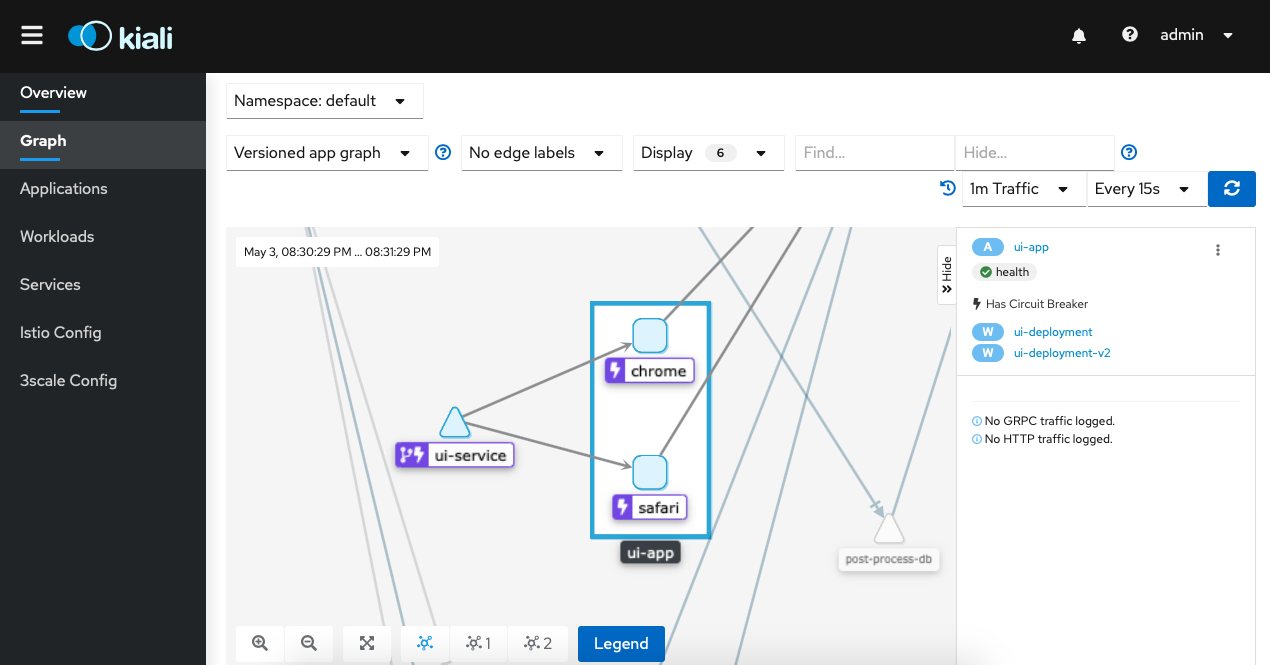 kiali
admin
Overview
Graph
Applications
Workloads
Services
Istio Config
3scale Config
Namespace: default
Versioned app graph
No edge labels
Display 6
Find...
Hide...
1m Traffic
Every 15s
May 3, 08:30:29 PM ... 08:31:29 PM
chrome
ui-service
safari
ui-app
post-process-db
1
2
Legend
Hide
A ui-app
health
Has Circuit Breaker
W ui-deployment
W ui-deployment-v2
No GRPC traffic logged.
No HTTP traffic logged.